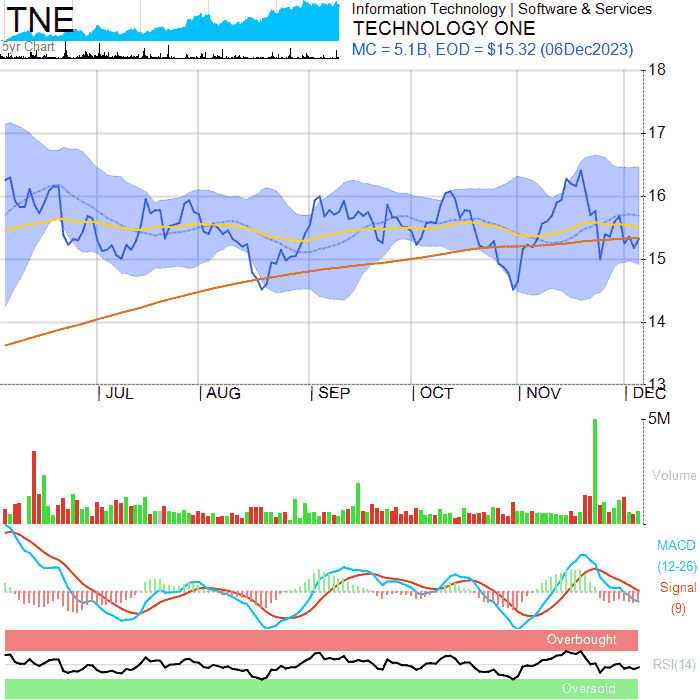 TNE
Information Technology | Software & Services
TECHNOLOGY ONE
5yr Chart
MC = 5.1B, EOD = $15.32 (06Dec2023)
18
17
16
15
14
13
JUL
AUG
SEP
OCT
NOV
DEC
5M
Volume
MACD
(12-26)
Signal
(9)
Overbought
RSI(14)
Oversold